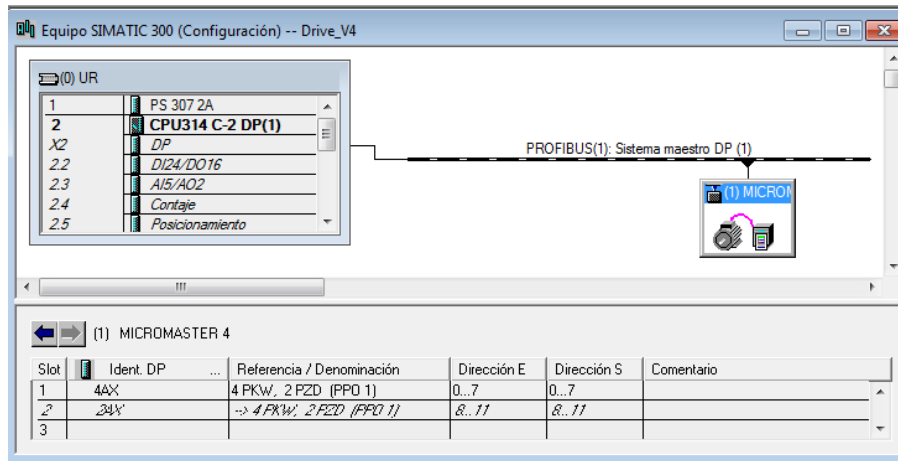 Equipo SIMATIC 300 (Configuración) -- Drive_V4
(0) UR
1 PS 307 2A
2 CPU314 C-2 DP(1)
X2 DP
2.2 DI24/DO16
2.3 AI5/AO2
2.4 Contaje
2.5 Posicionamiento
PROFIBUS(1): Sistema maestro DP (1)
(1) MICROM
(1) MICROMASTER 4
Slot Ident. DP ... Referencia / Denominación Dirección E Dirección S Comentario
1 4AX 4 PKW, 2 PZD (PPO 1) 0...7 0...7
2 2AX --> 4 PKW, 2 PZD (PPO 1) 8...11 8...11
3